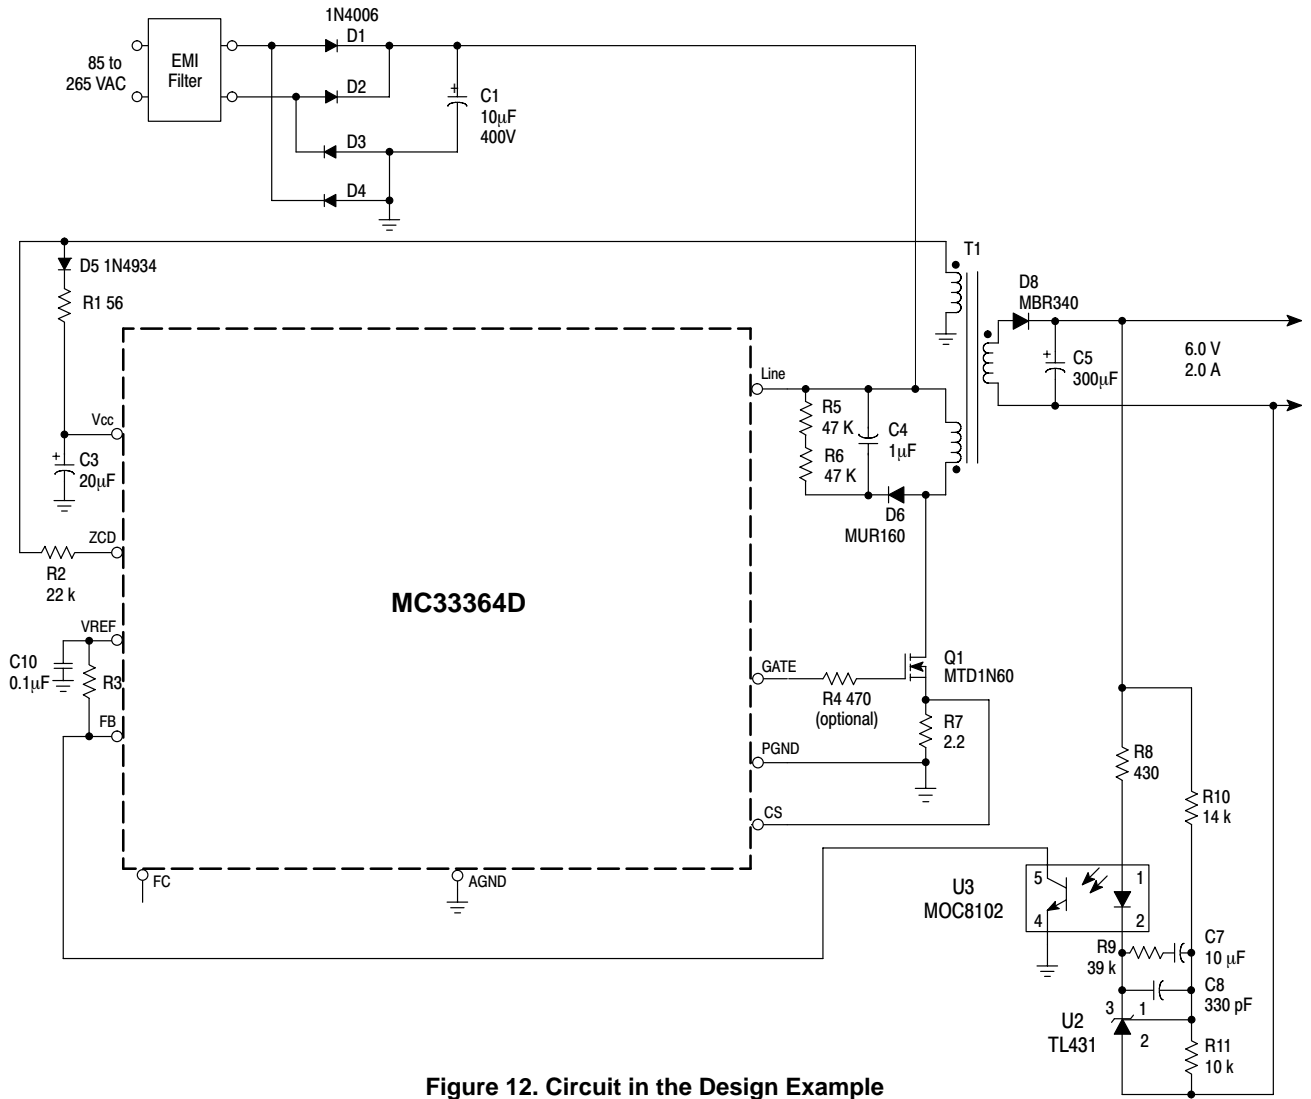 1N4006
D1
85 to
265 VAC
EMI
Filter
D2
+
C1
10μF
400V
D3
D4
D5 1N4934
R1 56
T1
D8
MBR340
+
C5
300μF
6.0 V
2.0 A
Line
R5
47 K
C4
1μF
R6
47 K
D6
MUR160
Vcc
+
C3
20μF
ZCD
R2
22 k
MC33364D
VREF
C10
0.1μF
R3
FB
GATE
R4 470
(optional)
Q1
MTD1N60
R7
2.2
PGND
CS
R8
430
R10
14 k
FC
AGND
U3
MOC8102
5
1
4
2
R9
39 k
C7
10 μF
C8
330 pF
3
1
U2
TL431
2
R11
10 k
Figure 12. Circuit in the Design Example